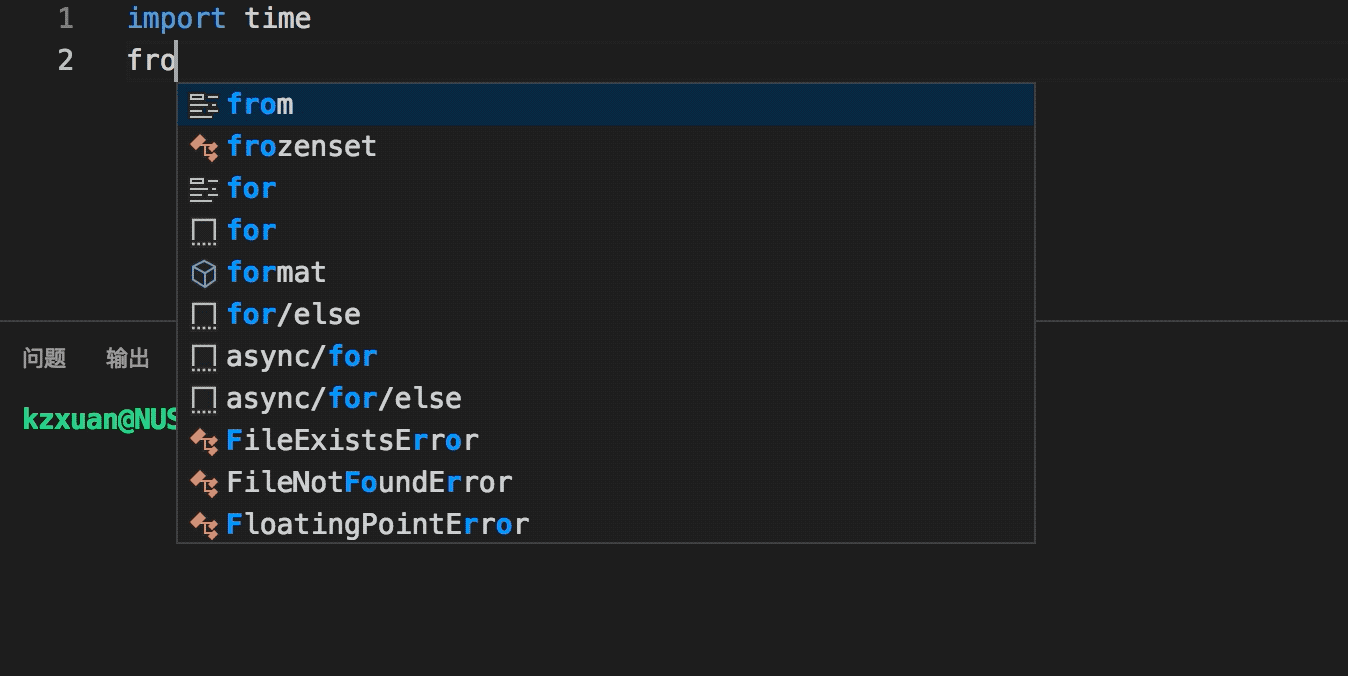 1 import time
2 fro
from
frozenset
for
for
format
for/else
async/for
async/for/else
FileExistsError
FileNotFoundError
FloatingPointError
问题 输出
kzxuan@NUS